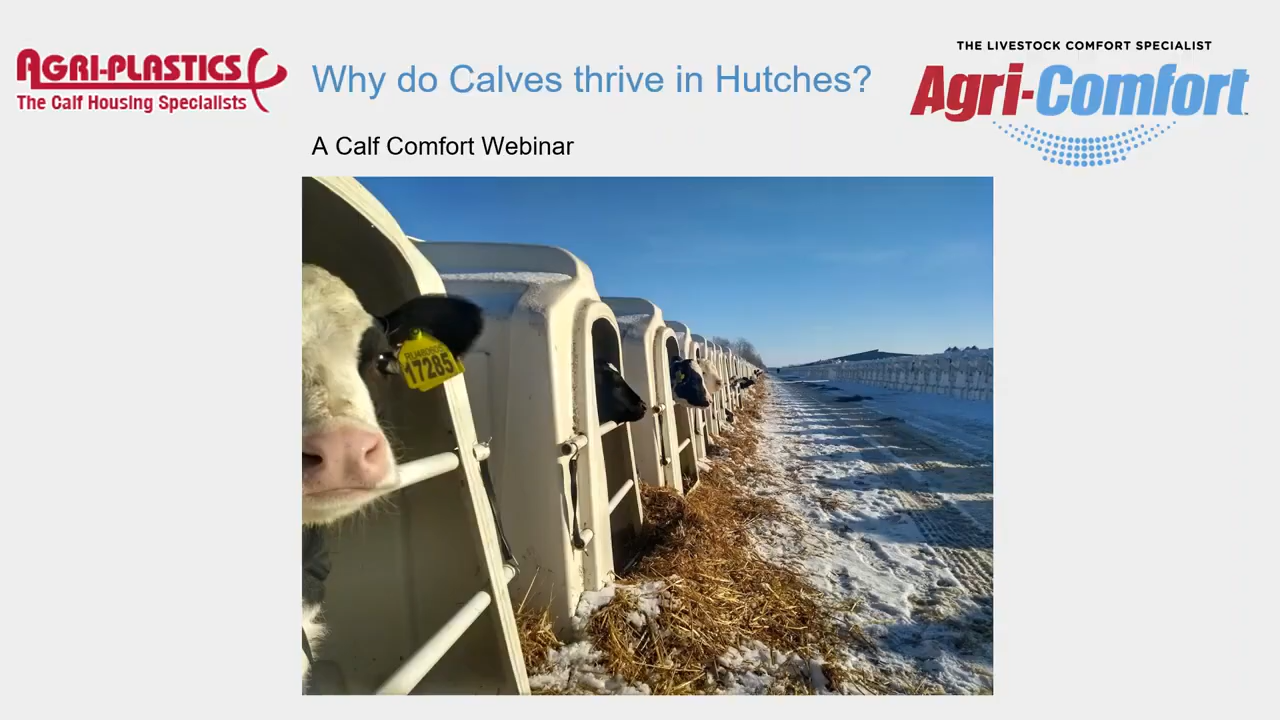 AGRI-PLASTICS
The Calf Housing Specialists
Why do Calves thrive in Hutches?
A Calf Comfort Webinar
THE LIVESTOCK COMFORT SPECIALIST
Agri-Comfort
17285